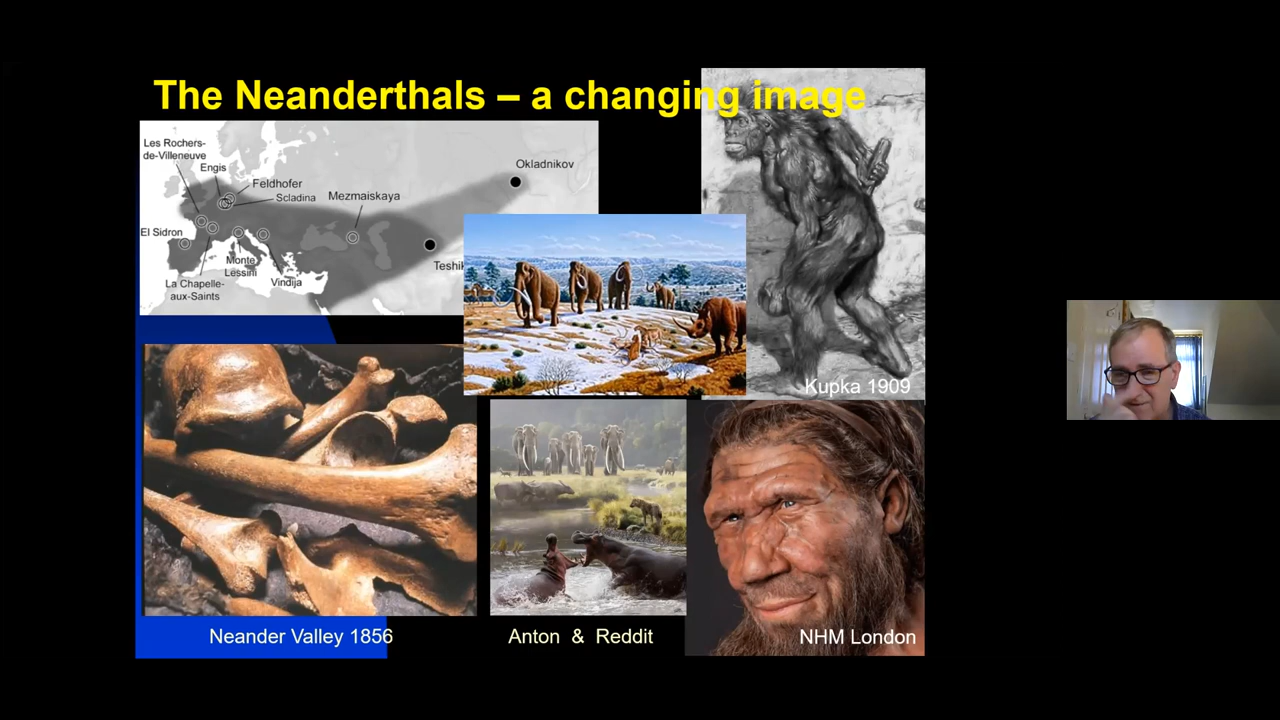 The Neanderthals – a changing image
Les Rochers-
de-Villeneuve
Engis
Feldhofer
Scladina
Mezmaiskaya
Okladnikov
El Sidron
Monte
Lessini
Vindija
La Chapelle-
aux-Saints
Kupka 1909
Neander Valley 1856
Anton & Reddit
NHM London